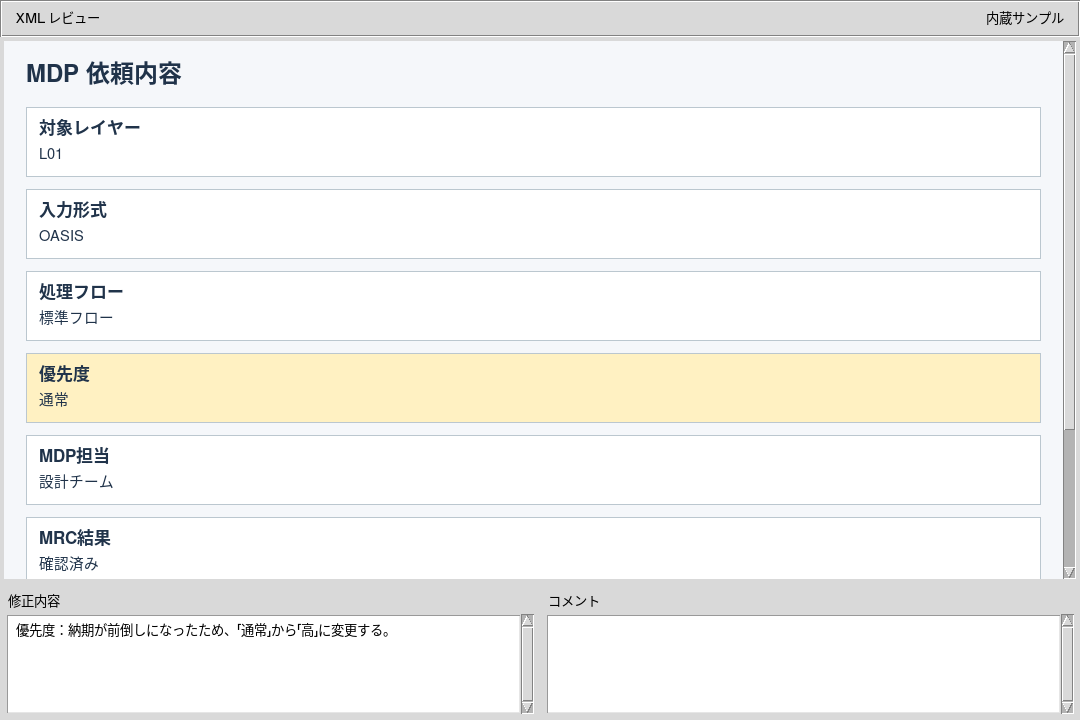 XML レビュー
内蔵サンプル
MDP 依頼内容
対象レイヤー
L01
入力形式
OASIS
処理フロー
標準フロー
優先度
通常
MDP担当
設計チーム
MRC結果
確認済み
修正内容
優先度：納期が前倒しになったため、「通常」から「高」に変更する。
コメント